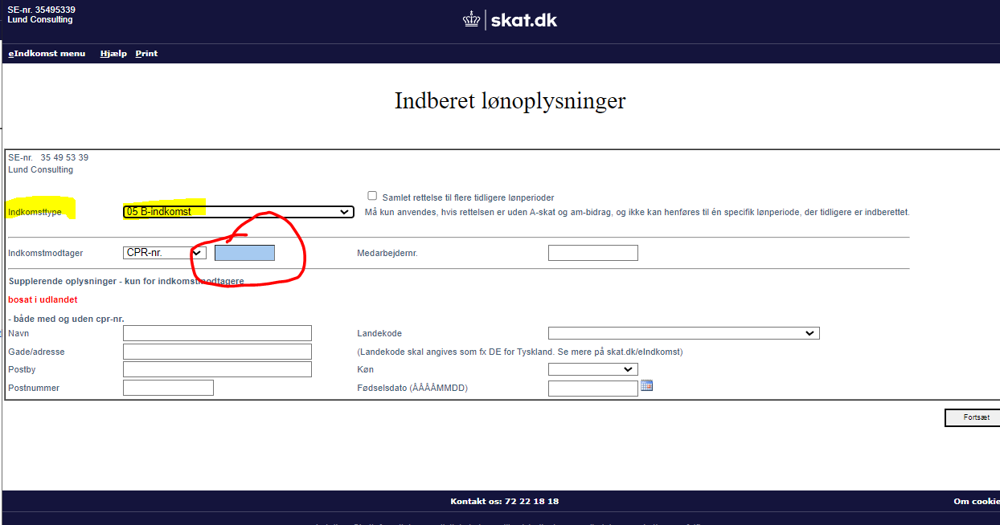 SE-nr. 35495339
Lund Consulting
skat.dk
eIndkomst menu Hjælp Print
Indberet lønoplysninger
SE-nr. 35 49 53 39
Lund Consulting
Samlet rettelse til flere tidligere lønperioder
Indkomsttype 05 B-indkomst Må kun anvendes, hvis rettelsen er uden A-skat og am-bidrag, og ikke kan henføres til én specifik lønperiode, der tidligere er indberettet.
Indkomstmodtager CPR-nr. Medarbejdernr.
Supplerende oplysninger - kun for indkomstmodtagere
bosat i udlandet
- både med og uden cpr-nr.
Navn Landekode
Gade/adresse (Landekode skal angives som fx DE for Tyskland. Se mere på skat.dk/eIndkomst)
Postby Køn
Postnummer Fødselsdato (ÅÅÅÅMMDD)
Fortsæt
Kontakt os: 72 22 18 18 Om cookie